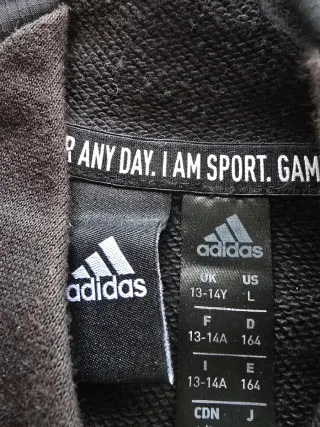 R ANY DAY. I AM SPORT. GAM
adidas
adidas
UK US
13-14Y L
F D
13-14A 164
I E
13-14A 164
CDN J